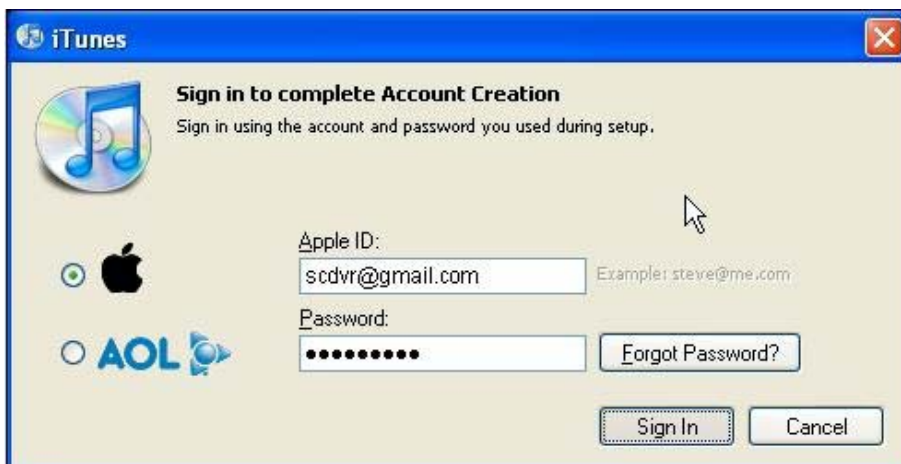 iTunes
Sign in to complete Account Creation
Sign in using the account and password you used during setup.
Apple ID:
scdvr@gmail.com
Example: steve@me.com
Password:
•••••••••
AOL
Forgot Password?
Sign In
Cancel